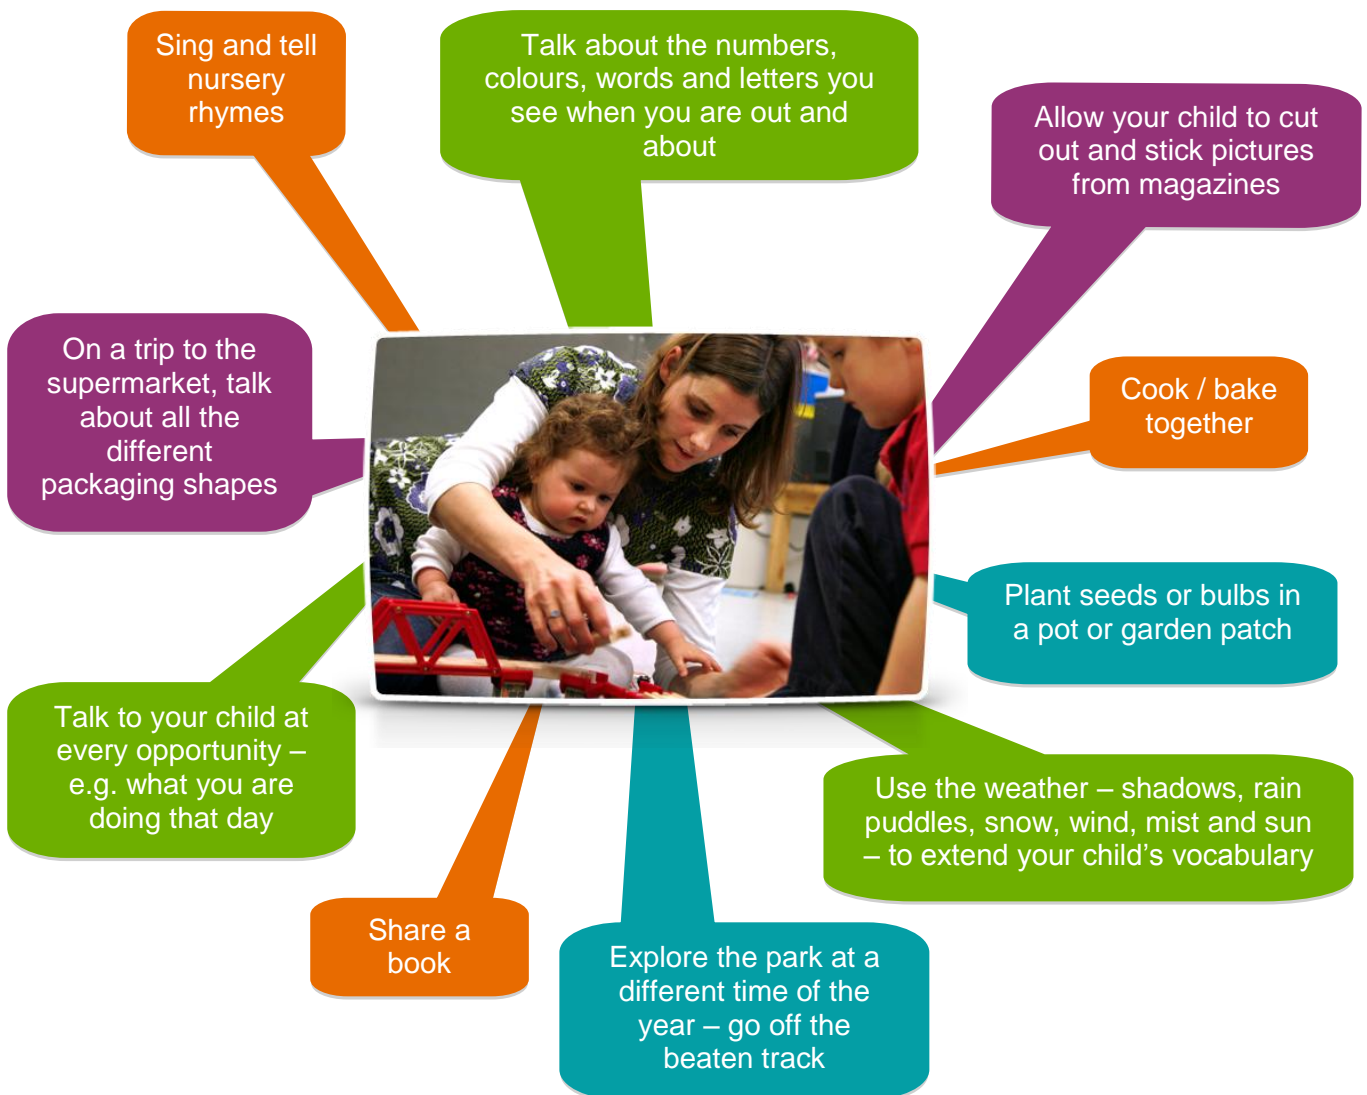 Sing and tell
nursery
rhymes
Talk about the numbers,
colours, words and letters you
see when you are out and
about
Allow your child to cut
out and stick pictures
from magazines
On a trip to the
supermarket, talk
about all the
different
packaging shapes
Cook / bake
together
Plant seeds or bulbs in
a pot or garden patch
Talk to your child at
every opportunity –
e.g. what you are
doing that day
Use the weather – shadows, rain
puddles, snow, wind, mist and sun
– to extend your child’s vocabulary
Share a
book
Explore the park at a
different time of the
year – go off the
beaten track